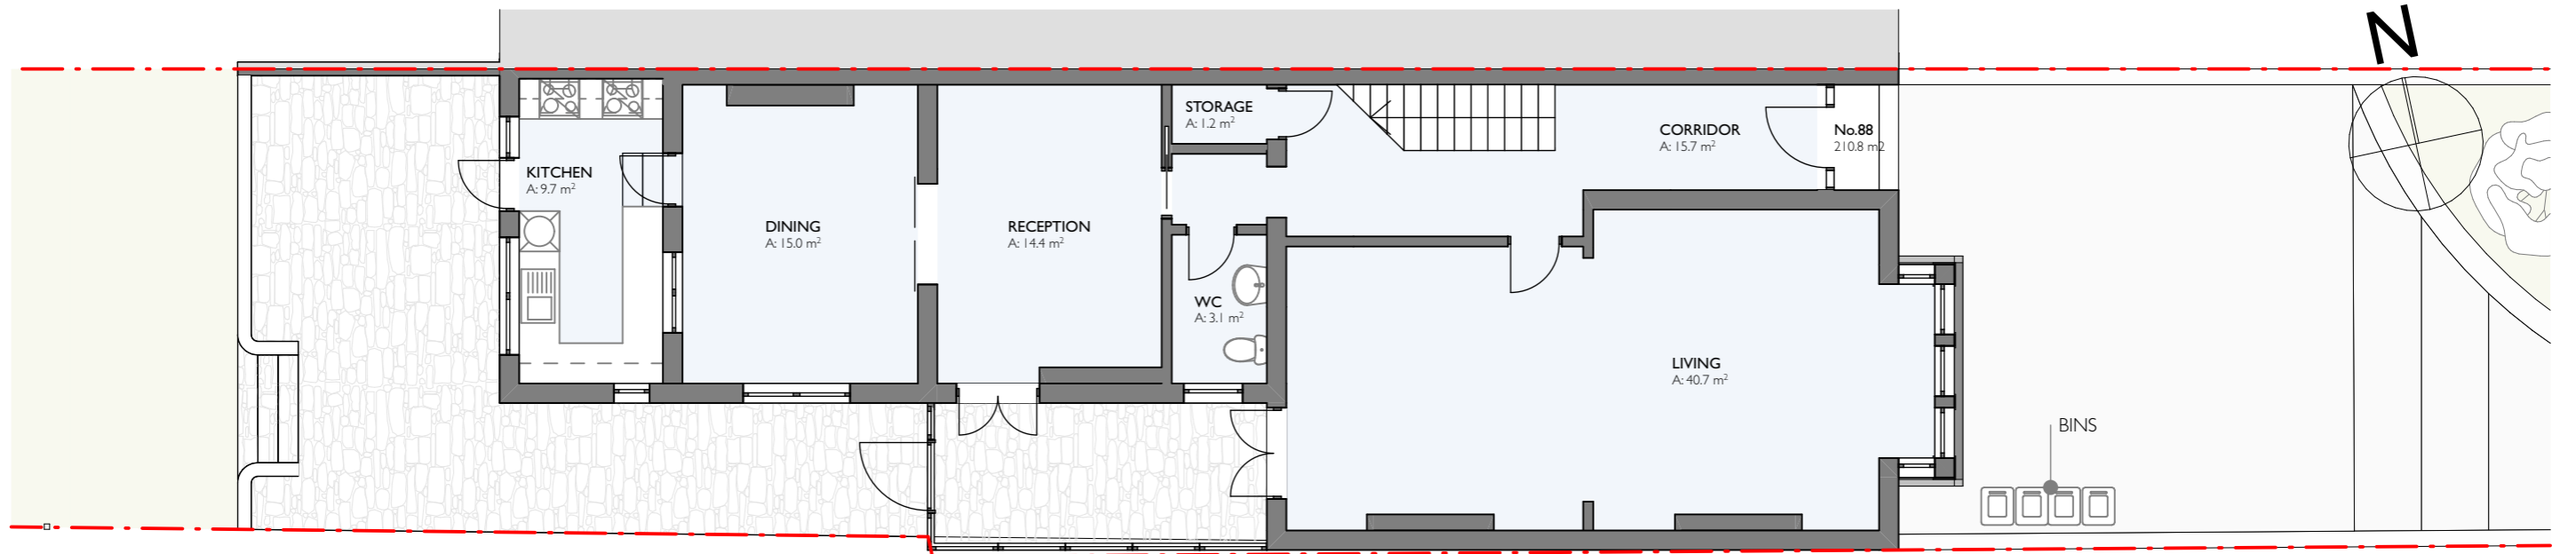 N
STORAGE
A: 1.2 m²
CORRIDOR
A: 15.7 m²
No.88
210.8 m2
KITCHEN
A: 9.7 m²
DINING
A: 15.0 m²
RECEPTION
A: 14.4 m²
WC
A: 3.1 m²
LIVING
A: 40.7 m²
BINS